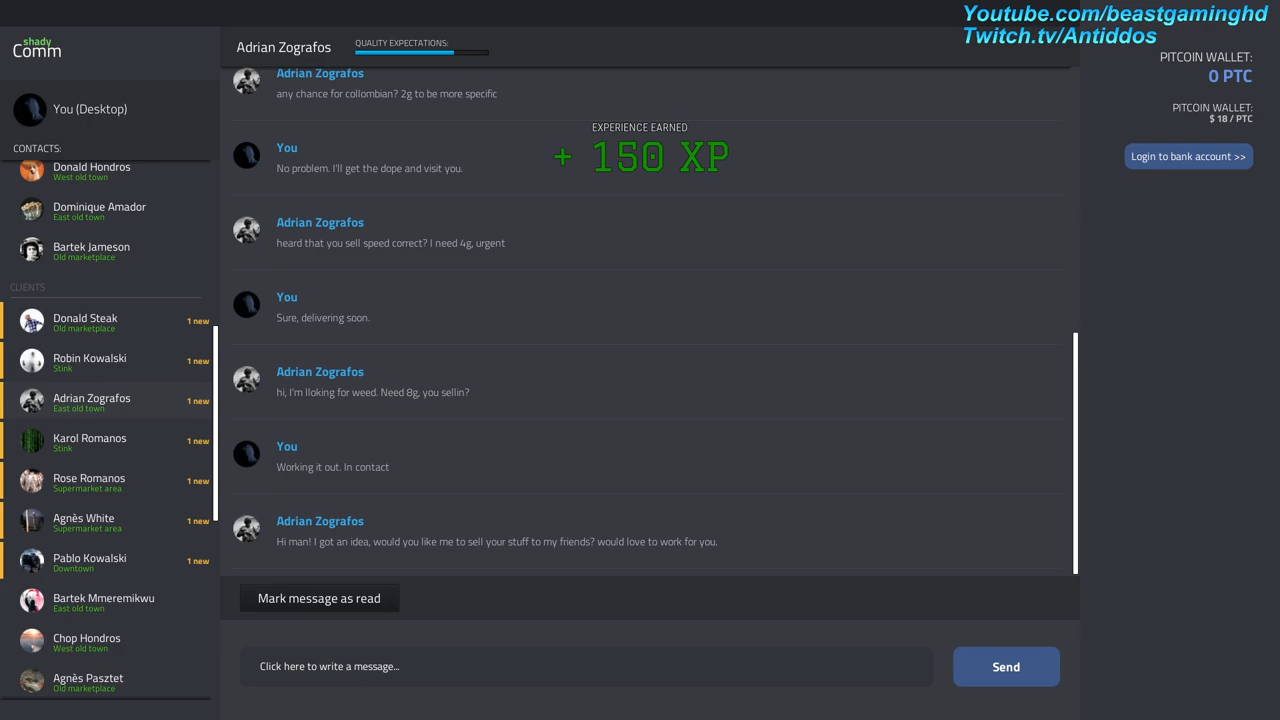 Youtube.com/beastgaminghd
Twitch.tv/Antiddos
shady
Comm
You (Desktop)
CONTACTS:
Donald Hondros
West old town
Dominique Amador
East old town
Bartek Jameson
Old marketplace
CLIENTS
Donald Steak
Old marketplace
1 new
Robin Kowalski
Stink
1 new
Adrian Zografos
East old town
1 new
Karol Romanos
Stink
1 new
Rose Romanos
Supermarket area
1 new
Agnès White
Supermarket area
1 new
Pablo Kowalski
Downtown
1 new
Bartek Mmeremikwu
East old town
Chop Hondros
West old town
Agnès Pasztet
Old marketplace
Adrian Zografos
QUALITY EXPECTATIONS:
Adrian Zografos
any chance for collombian? 2g to be more specific
EXPERIENCE EARNED
+ 150 XP
You
No problem. I'll get the dope and visit you.
Adrian Zografos
heard that you sell speed correct? I need 4g, urgent
You
Sure, delivering soon.
Adrian Zografos
hi, I'm lloking for weed. Need 8g, you sellin?
You
Working it out. In contact
Adrian Zografos
Hi man! I got an idea, would you like me to sell your stuff to my friends? would love to work for you.
Mark message as read
Click here to write a message...
Send
PITCOIN WALLET:
0 PTC
PITCOIN WALLET:
$ 18 / PTC
Login to bank account >>